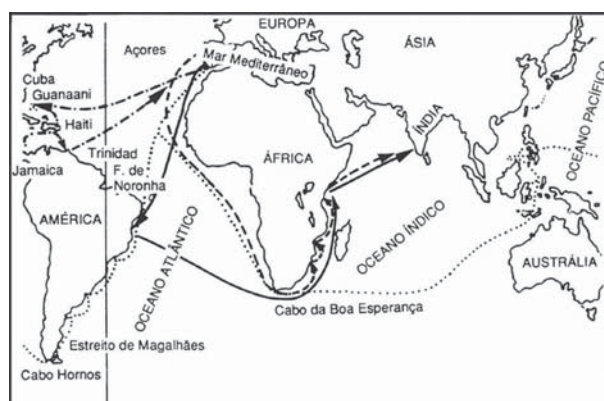 EUROPA
ÁSIA
Açores
Mar Mediterrâneo
Cuba
Guanaani
Haiti
Jamaica
Trinidad
F. de
Noronha
ÁFRICA
ÍNDIA
OCEANO PACÍFICO
AMÉRICA
OCEANO ATLÂNTICO
OCEANO ÍNDICO
AUSTRÁLIA
Cabo da Boa Esperança
Estreito de Magalhães
Cabo Hornos